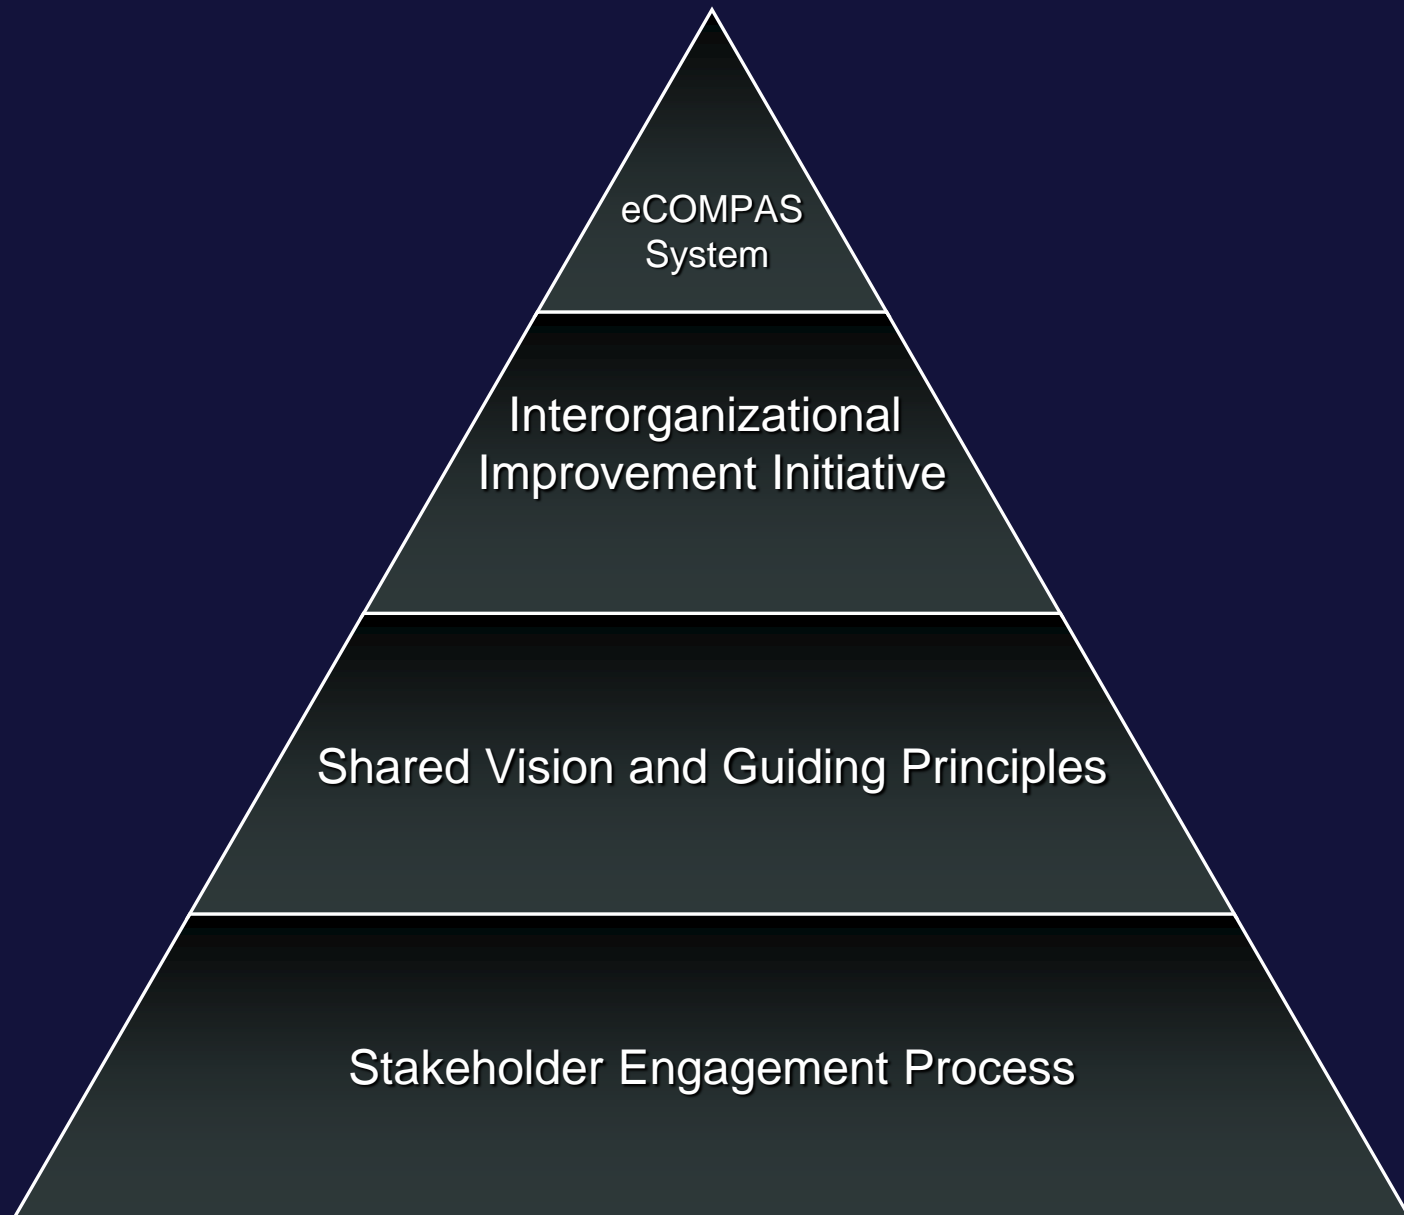 eCOMPAS
System
Interorganizational
Improvement Initiative
Shared Vision and Guiding Principles
Stakeholder Engagement Process